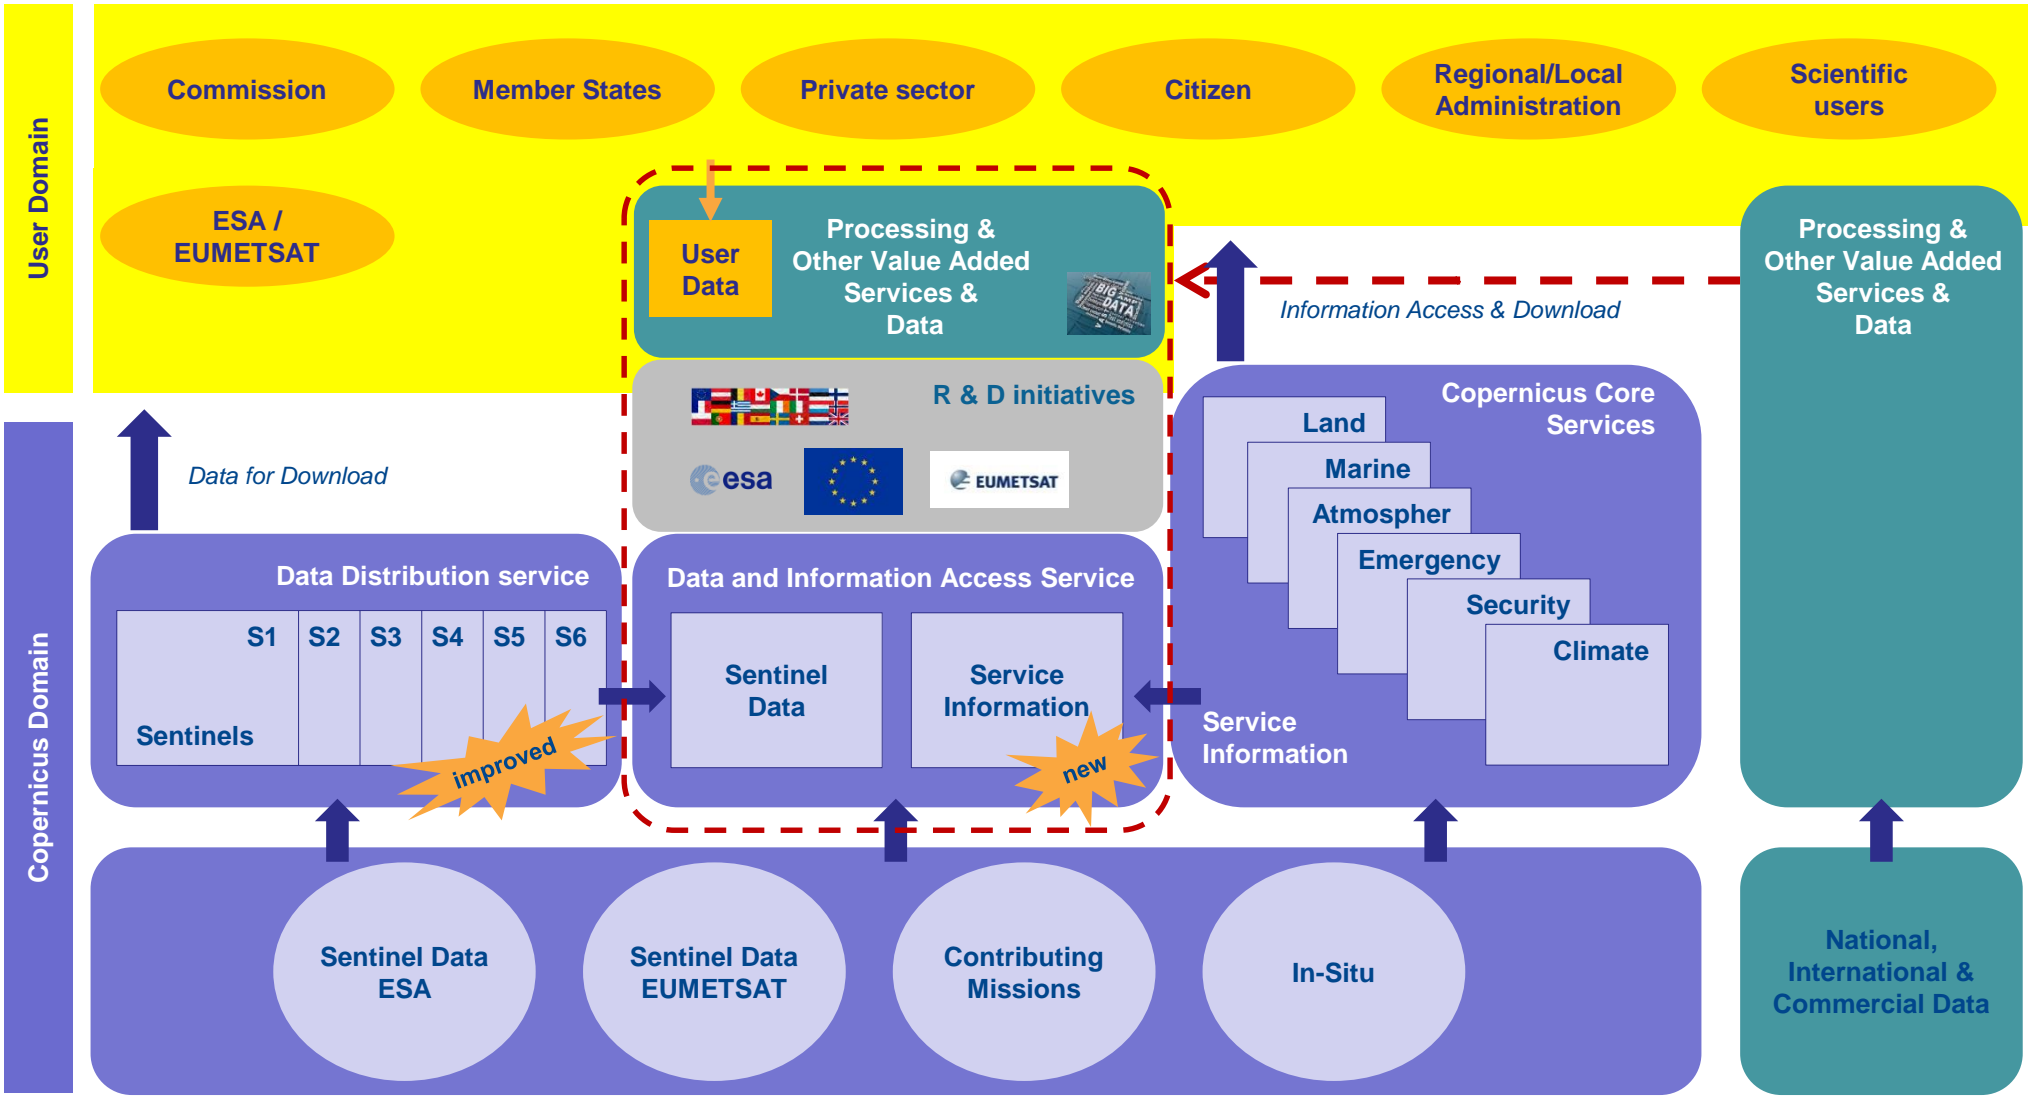 User Domain
Commission
Member States
Private sector
Citizen
Regional/Local
Administration
Scientific
users
ESA /
EUMETSAT
User
Data
Processing &
Other Value Added
Services &
Data
BIG
DATA
Information Access & Download
Processing &
Other Value Added
Services &
Data
R & D initiatives
esa
EUMETSAT
Data for Download
Copernicus Domain
Data Distribution service
S1
S2
S3
S4
S5
S6
Sentinels
improved
Data and Information Access Service
Sentinel
Data
Service
Information
new
Copernicus Core
Services
Land
Marine
Atmospher
Emergency
Security
Climate
Service
Information
Sentinel Data
ESA
Sentinel Data
EUMETSAT
Contributing
Missions
In-Situ
National,
International &
Commercial Data